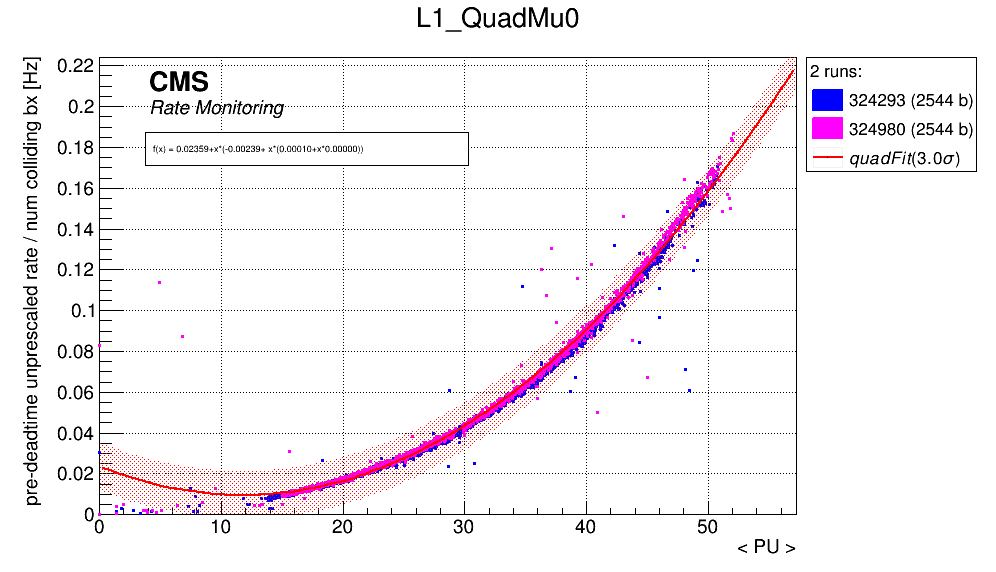 L1_QuadMu0
pre-deadtime unprescaled rate / num colliding bx [Hz]
0.22
0.2
0.18
0.16
0.14
0.12
0.1
0.08
0.06
0.04
0.02
0
CMS
Rate Monitoring
f(x) = 0.02359+x*(-0.00239+ x*(0.00010+x*0.00000))
2 runs:
324293 (2544 b)
324980 (2544 b)
quadFit(3.0σ)
0 10 20 30 40 50
< PU >